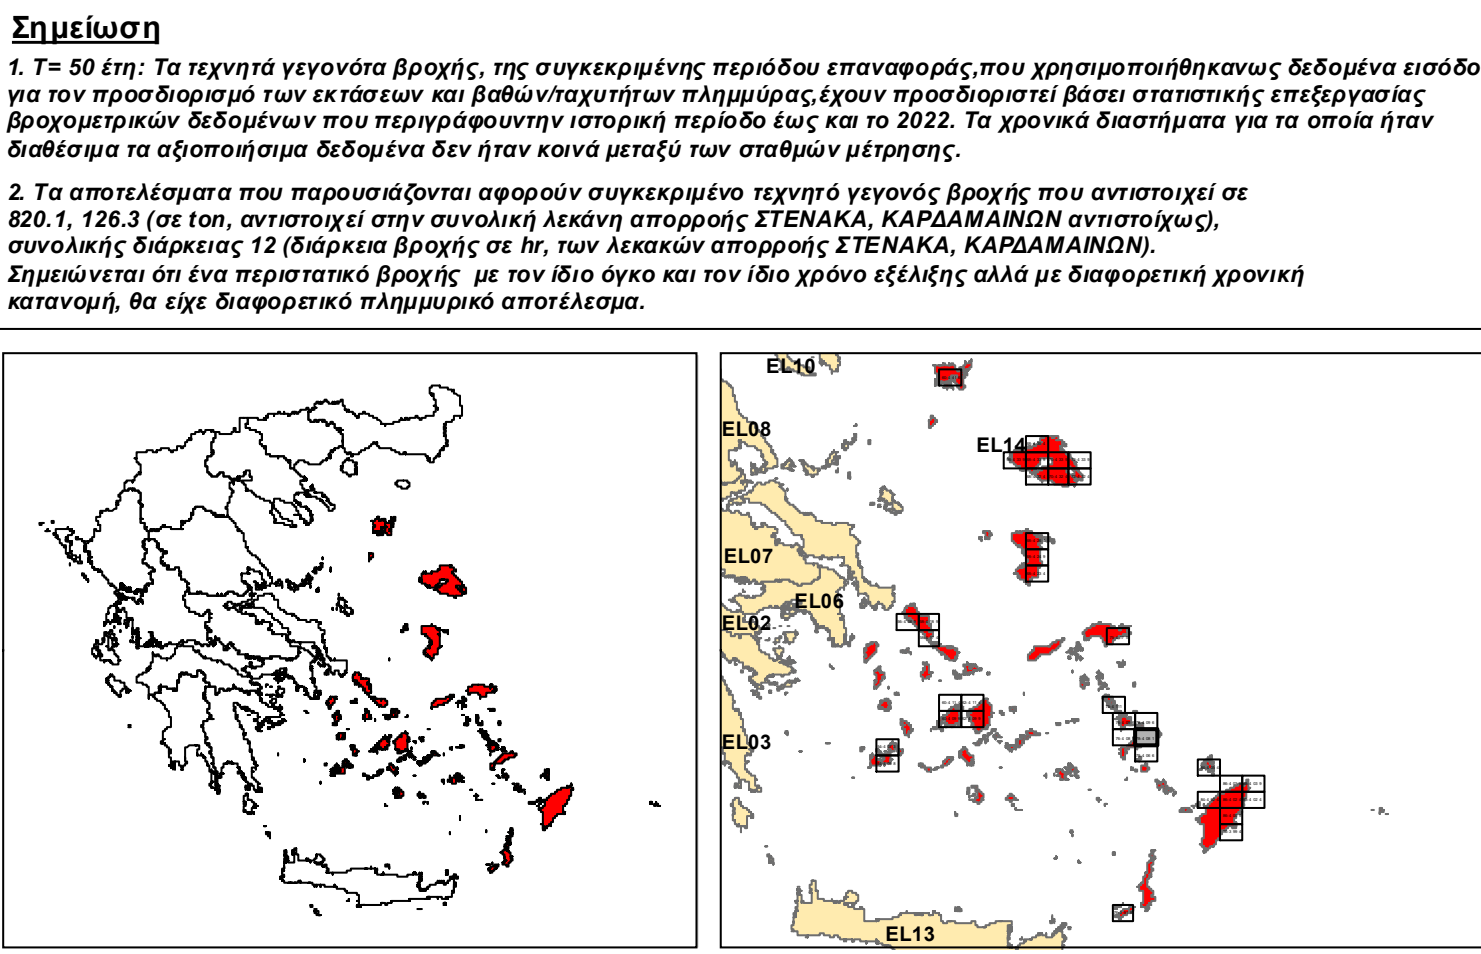 Σημείωση
1. Τ= 50 έτη: Τα τεχνητά γεγονότα βροχής, της συγκεκριμένης περιόδου επαναφοράς,που χρησιμοποιήθηκανως δεδομένα εισόδο
για τον προσδιορισμό των εκτάσεων και βαθών/ταχυτήτων πλημμύρας,έχουν προσδιοριστεί βάσει στατιστικής επεξεργασίας
βροχομετρικών δεδομένων που περιγράφουντην ιστορική περίοδο έως και το 2022. Τα χρονικά διαστήματα για τα οποία ήταν
διαθέσιμα τα αξιοποιήσιμα δεδομένα δεν ήταν κοινά μεταξύ των σταθμών μέτρησης.
2. Τα αποτελέσματα που παρουσιάζονται αφορούν συγκεκριμένο τεχνητό γεγονός βροχής που αντιστοιχεί σε
820.1, 126.3 (σε ton, αντιστοιχεί στην συνολική λεκάνη απορροής ΣΤΕΝΑΚΑ, ΚΑΡΔΑΜΑΙΝΩΝ αντιστοίχως),
συνολικής διάρκειας 12 (διάρκεια βροχής σε hr, των λεκακών απορροής ΣΤΕΝΑΚΑ, ΚΑΡΔΑΜΑΙΝΩΝ).
Σημειώνεται ότι ένα περιστατικό βροχής με τον ίδιο όγκο και τον ίδιο χρόνο εξέλιξης αλλά με διαφορετική χρονική
κατανομή, θα είχε διαφορετικό πλημμυρικό αποτέλεσμα.
EL10
EL08
EL14
EL07
EL06
EL02
EL03
EL13